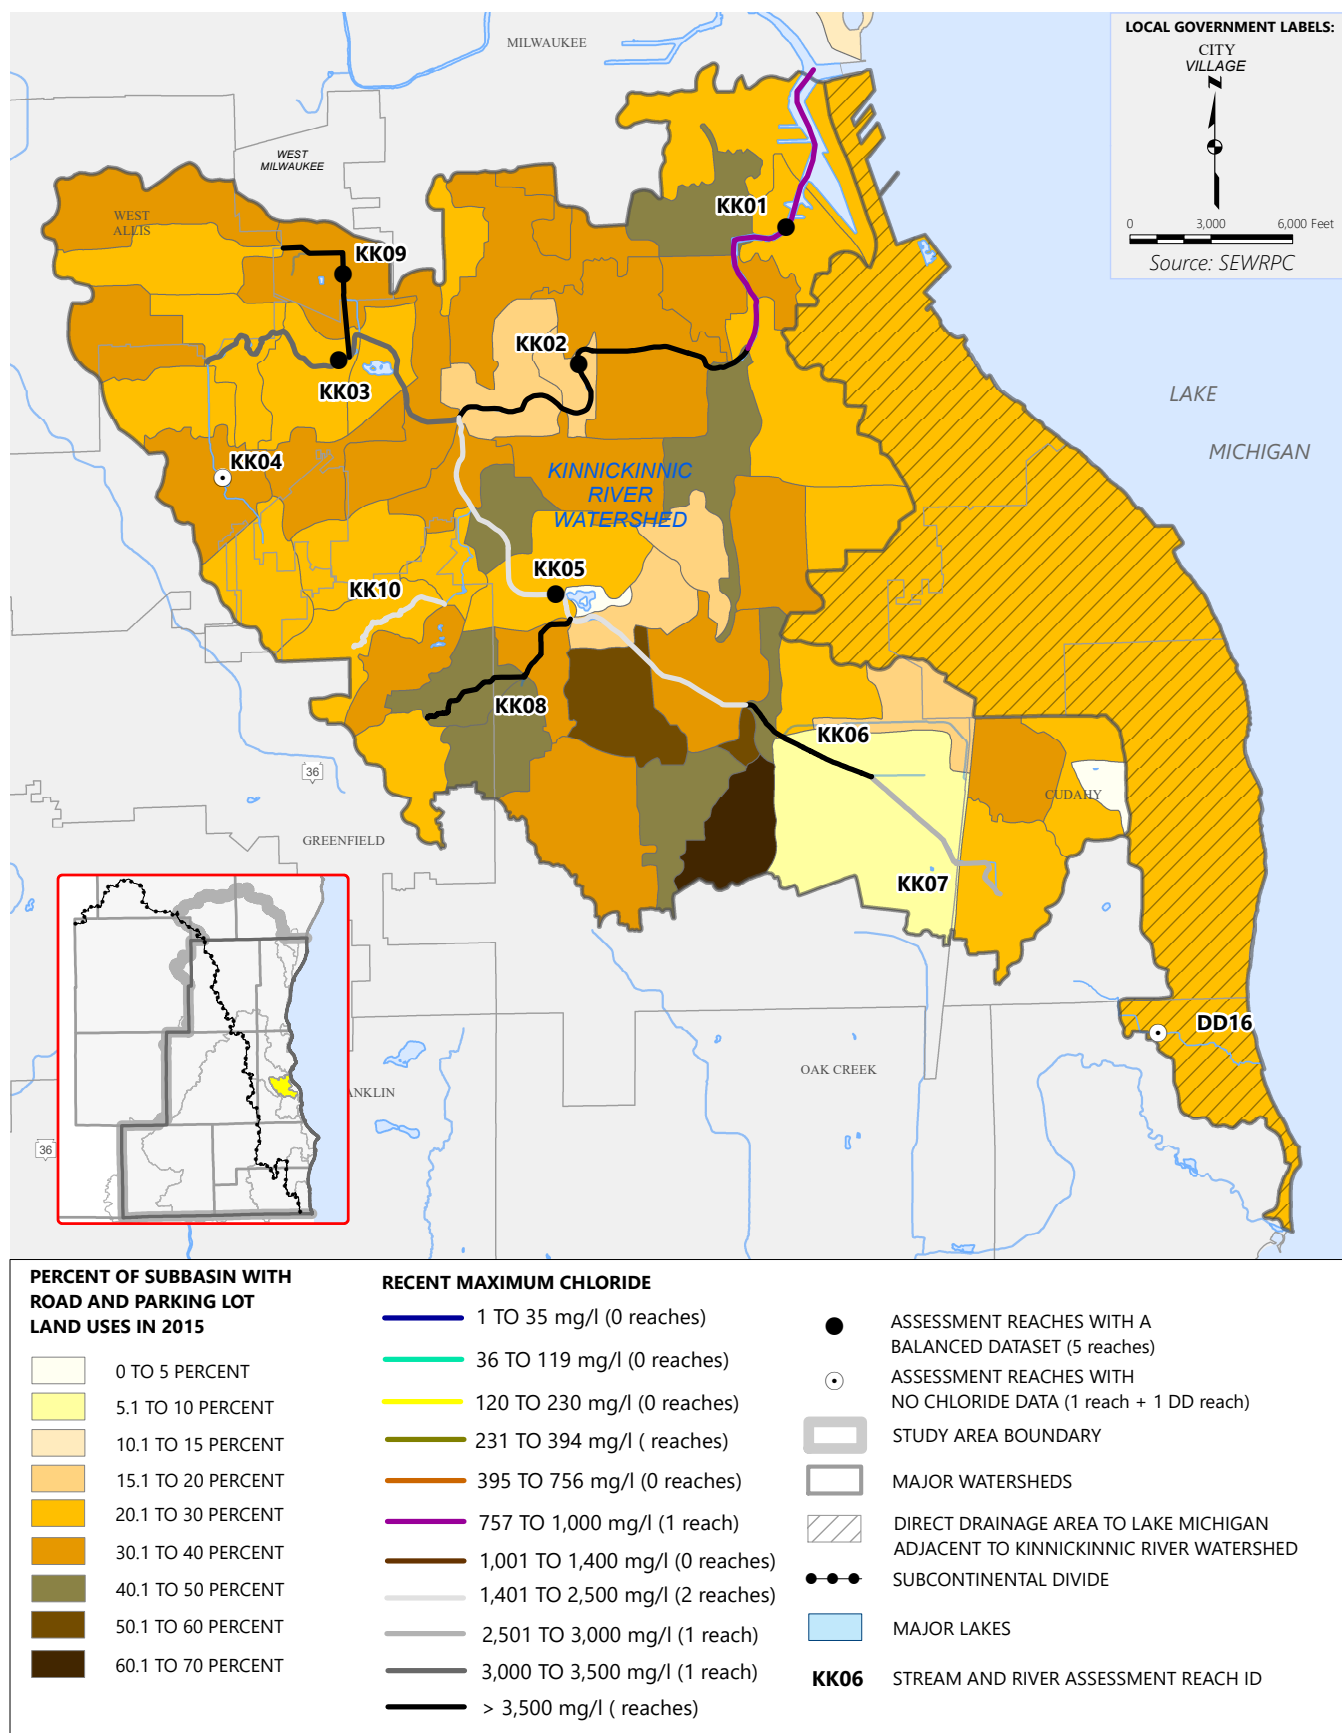 MILWAUKEE
LOCAL GOVERNMENT LABELS:
CITY
VILLAGE
N
0 3,000 6,000 Feet
Source: SEWRPC
WEST
MILWAUKEE
WEST
ALLIS
KK01
KK09
KK02
KK03
LAKE
MICHIGAN
KK04
KINNICKINNIC
RIVER
WATERSHED
KK05
KK10
KK08
KK06
36
CUDAHY
GREENFIELD
KK07
DD16
OAK CREEK
ANKLIN
36
PERCENT OF SUBBASIN WITH
ROAD AND PARKING LOT
LAND USES IN 2015
0 TO 5 PERCENT
5.1 TO 10 PERCENT
10.1 TO 15 PERCENT
15.1 TO 20 PERCENT
20.1 TO 30 PERCENT
30.1 TO 40 PERCENT
40.1 TO 50 PERCENT
50.1 TO 60 PERCENT
60.1 TO 70 PERCENT
RECENT MAXIMUM CHLORIDE
1 TO 35 mg/l (0 reaches)
36 TO 119 mg/l (0 reaches)
120 TO 230 mg/l (0 reaches)
231 TO 394 mg/l ( reaches)
395 TO 756 mg/l (0 reaches)
757 TO 1,000 mg/l (1 reach)
1,001 TO 1,400 mg/l (0 reaches)
1,401 TO 2,500 mg/l (2 reaches)
2,501 TO 3,000 mg/l (1 reach)
3,000 TO 3,500 mg/l (1 reach)
> 3,500 mg/l ( reaches)
ASSESSMENT REACHES WITH A
BALANCED DATASET (5 reaches)
ASSESSMENT REACHES WITH
NO CHLORIDE DATA (1 reach + 1 DD reach)
STUDY AREA BOUNDARY
MAJOR WATERSHEDS
DIRECT DRAINAGE AREA TO LAKE MICHIGAN
ADJACENT TO KINNICKINNIC RIVER WATERSHED
SUBCONTINENTAL DIVIDE
MAJOR LAKES
KK06 STREAM AND RIVER ASSESSMENT REACH ID